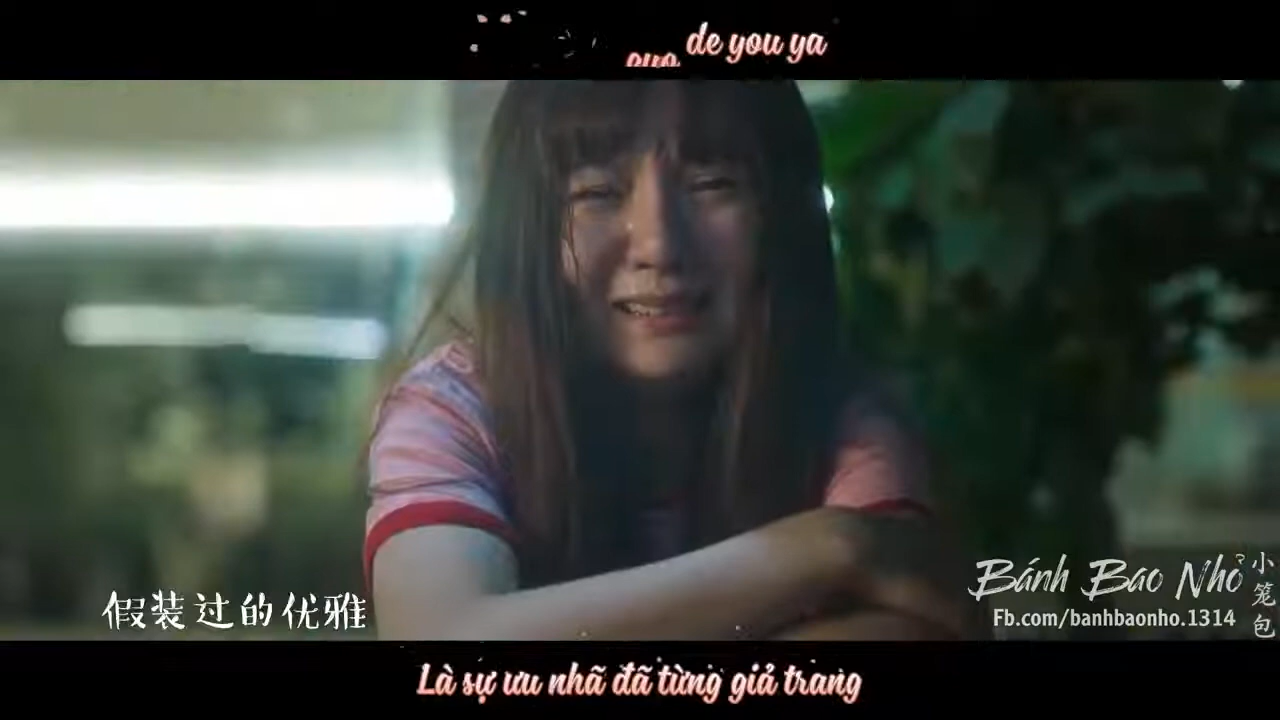 de you ya
假装过的优雅
Bánh Bao Nhỏ
小笼包
Fb.com/banhbaonho.1314
Là sự ưu nhã đã từng giả trang